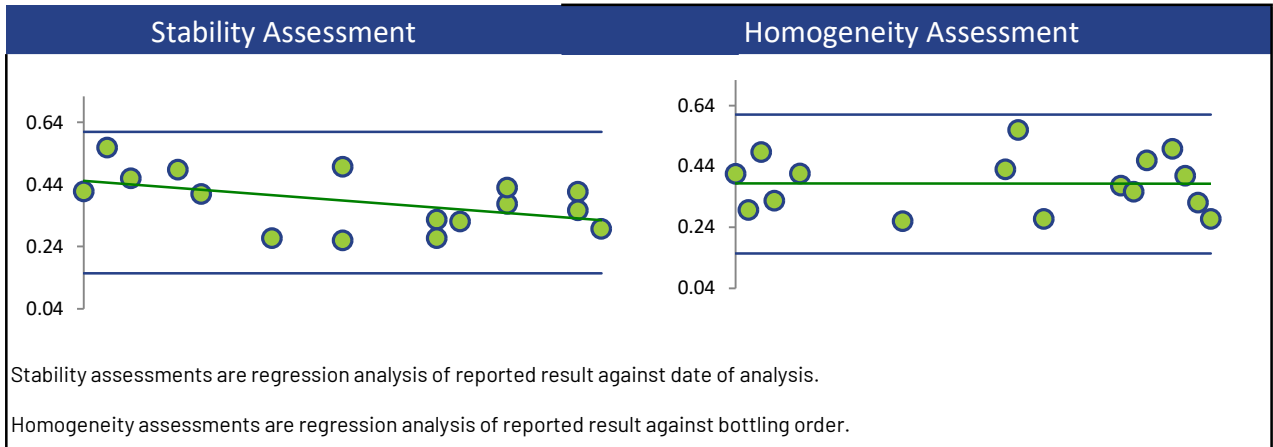 Stability Assessment
Homogeneity Assessment
0.64
0.44
0.24
0.04
0.64
0.44
0.24
0.04
Stability assessments are regression analysis of reported result against date of analysis.
Homogeneity assessments are regression analysis of reported result against bottling order.